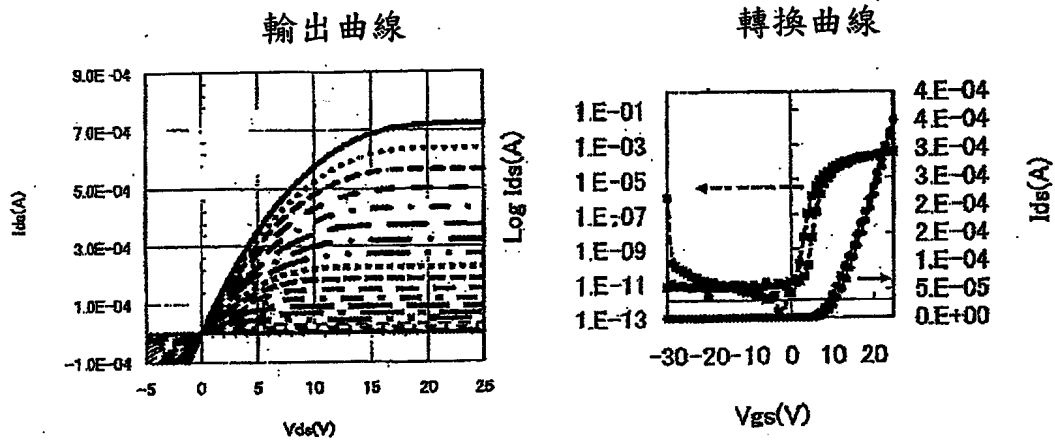 輸出曲線
9.0E-04
7.0E-04
5.0E-04
3.0E-04
1.0E-04
-1.0E-04
Ids(A)
-5 0 5 10 15 20 25
Vds(V)
轉換曲線
Log Ids(A)
1.E-01
1.E-03
1.E-05
1.E-07
1.E-09
1.E-11
1.E-13
4.E-04
4.E-04
3.E-04
3.E-04
2.E-04
2.E-04
1.E-04
5.E-05
0.E+00
Ids(A)
-30 -20 -10 0 10 20
Vgs(V)